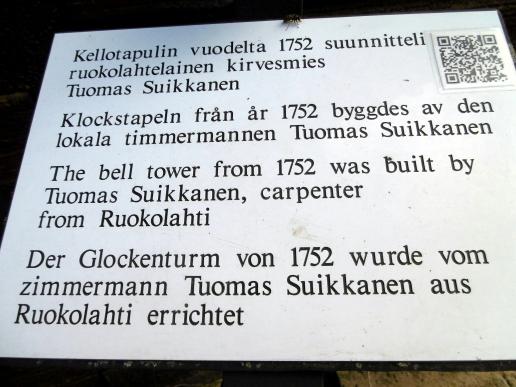 Kellotapulin vuodelta 1752 suunnitteli
ruokolahtelainen kirvesmies
Tuomas Suikkanen
Klockstapeln från år 1752 byggdes av den
lokala timmermannen Tuomas Suikkanen
The bell tower from 1752 was built by
Tuomas Suikkanen, carpenter
from Ruokolahti
Der Glockenturm von 1752 wurde vom
zimmermann Tuomas Suikkanen aus
Ruokolahti errichtet